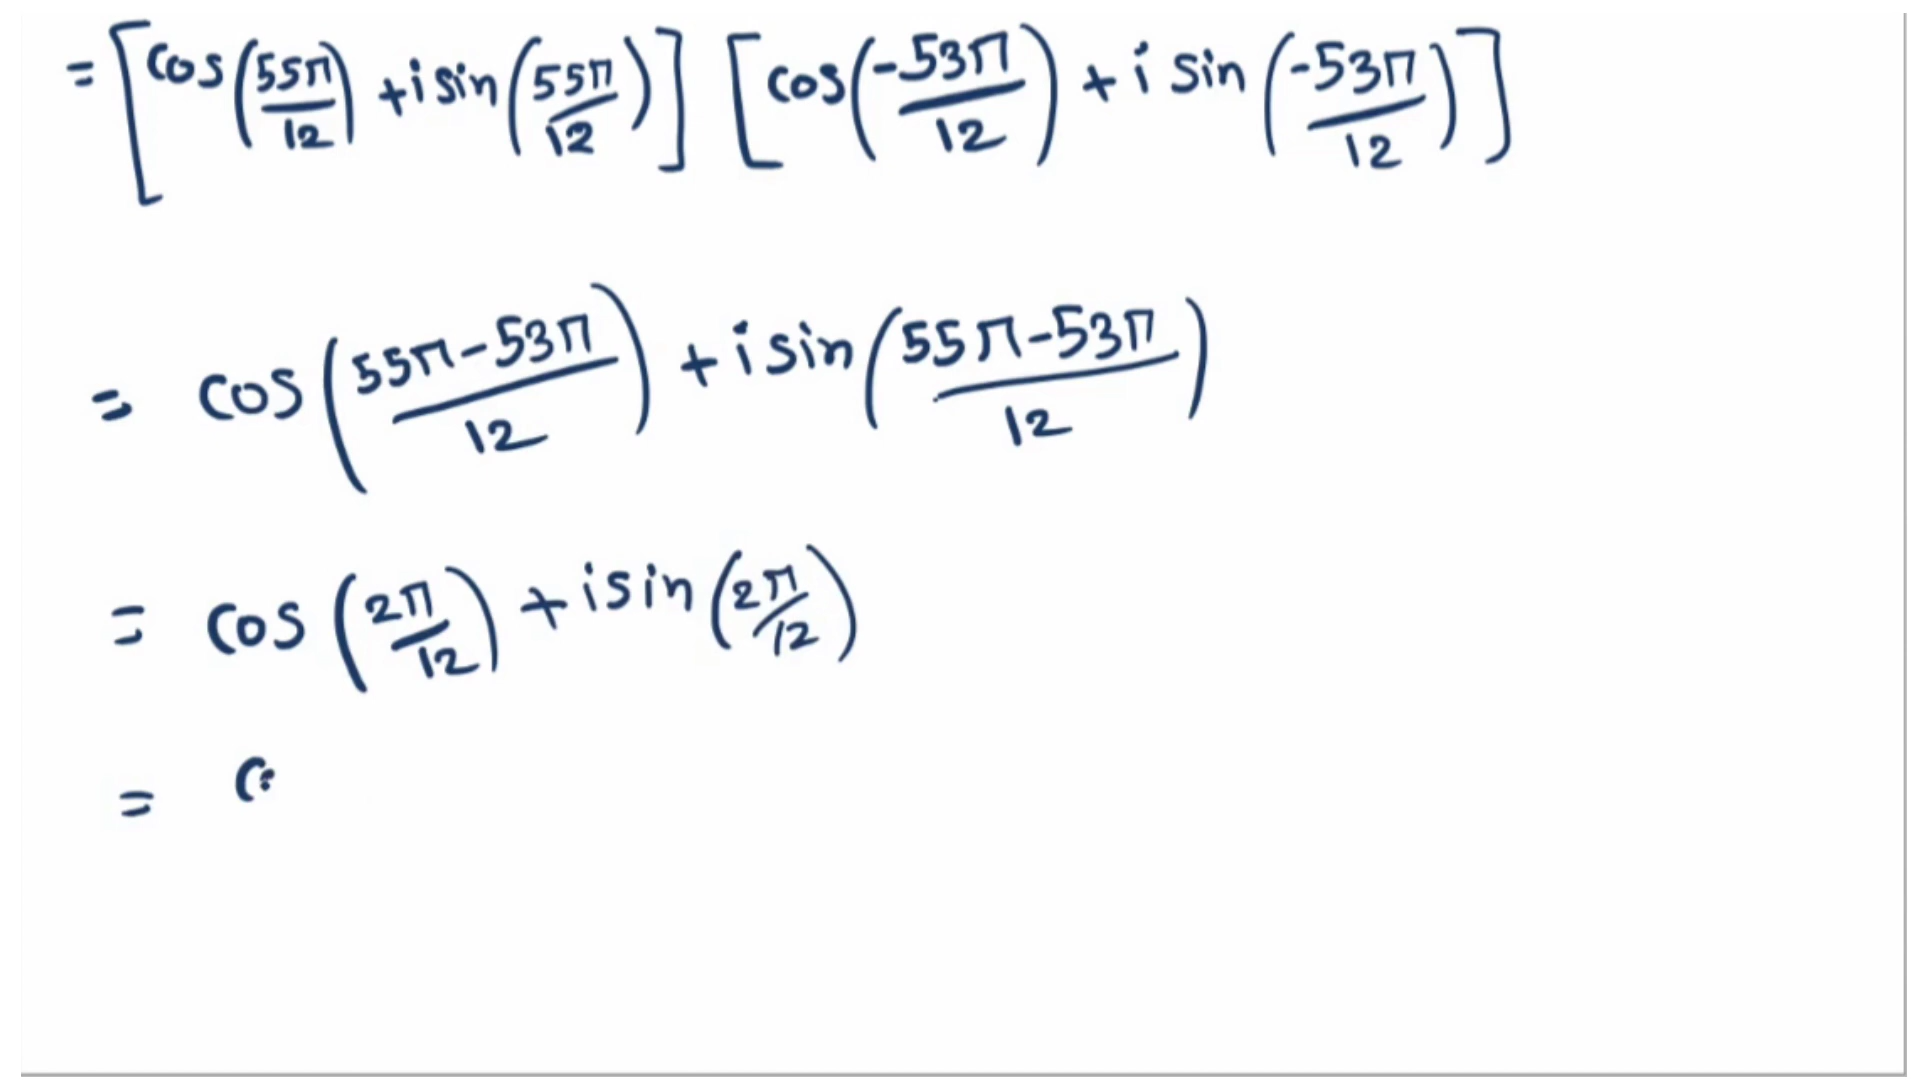 = [cos(55π/12) + i sin(55π/12)] [cos(-53π/12) + i sin(-53π/12)]
= cos((55π-53π)/12) + i sin((55π-53π)/12)
= cos(2π/12) + i sin(2π/12)
= c